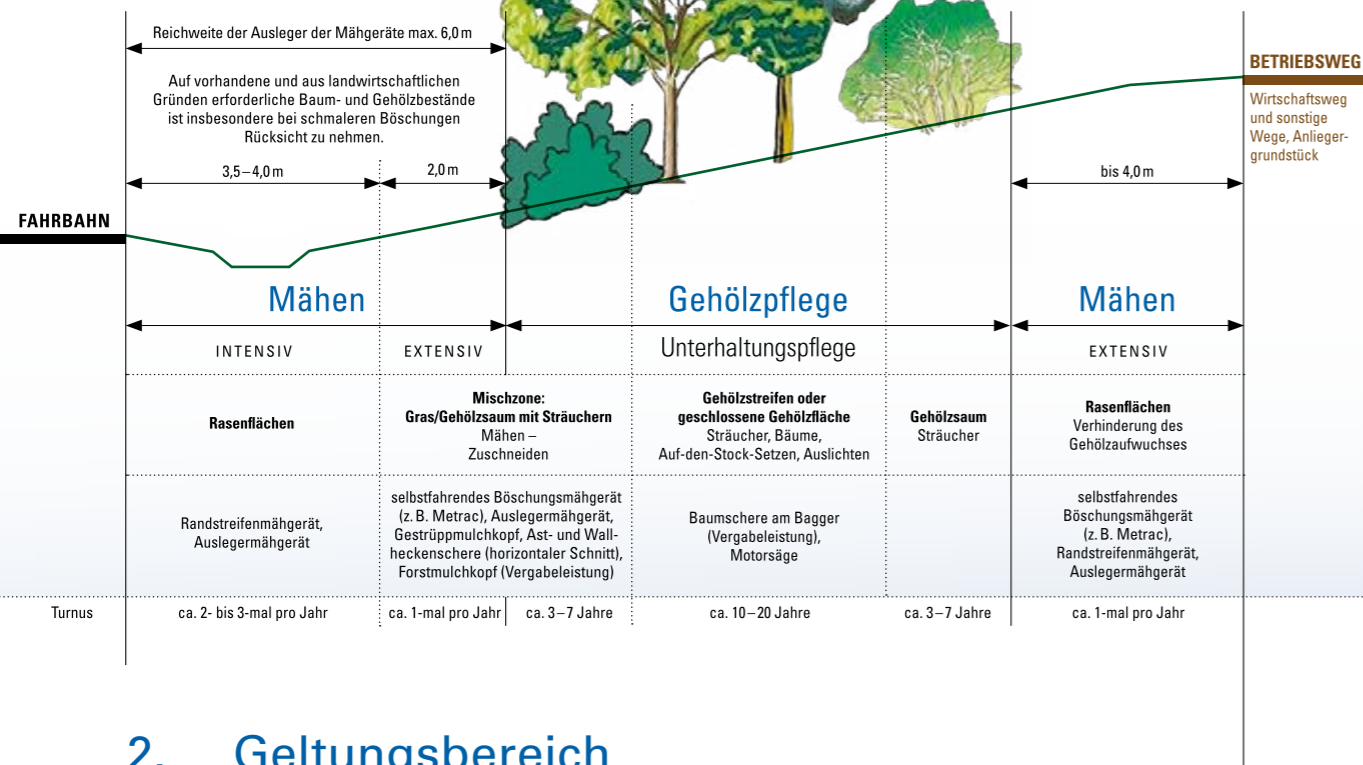 Reichweite der Ausleger der Mähgeräte max. 6,0 m
Auf vorhandene und aus landwirtschaftlichen
Gründen erforderliche Baum- und Gehölzbestände
ist insbesondere bei schmaleren Böschungen
Rücksicht zu nehmen.
BETRIEBSWEG
Wirtschaftsweg
und sonstige
Wege, Anlieger-
grundstück
3,5–4,0 m
2,0 m
bis 4,0 m
FAHRBAHN
Mähen
Gehölzpflege
Mähen
INTENSIV
EXTENSIV
Unterhaltungspflege
EXTENSIV
Rasenflächen
Mischzone:
Gras/Gehölzsaum mit Sträuchern
Mähen –
Zuschneiden
Gehölzstreifen oder
geschlossene Gehölzfläche
Sträucher, Bäume,
Auf-den-Stock-Setzen, Auslichten
Gehölzsaum
Sträucher
Rasenflächen
Verhinderung des
Gehölzaufwuchses
Randstreifenmähgerät,
Auslegermähgerät
selbstfahrendes Böschungsmähgerät
(z. B. Metrac), Auslegermähgerät,
Gestrüppmulchkopf, Ast- und Wall-
heckenschere (horizontaler Schnitt),
Forstmulchkopf (Vergabeleistung)
Baumschere am Bagger
(Vergabeleistung),
Motorsäge
selbstfahrendes
Böschungsmähgerät
(z. B. Metrac),
Randstreifenmähgerät,
Auslegermähgerät
Turnus
ca. 2- bis 3-mal pro Jahr
ca. 1-mal pro Jahr
ca. 3–7 Jahre
ca. 10–20 Jahre
ca. 3–7 Jahre
ca. 1-mal pro Jahr
2. Geltungsbereich